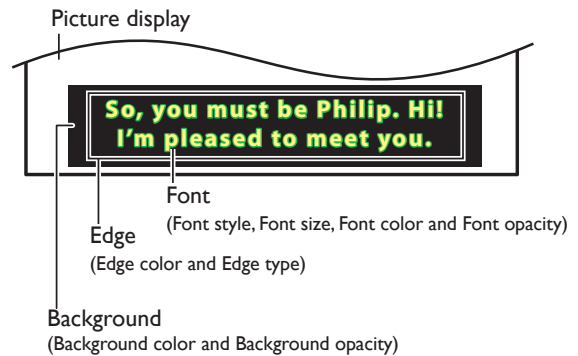 Picture display
So, you must be Philip. Hi!
I'm pleased to meet you.
Font
(Font style, Font size, Font color and Font opacity)
Edge
(Edge color and Edge type)
Background
(Background color and Background opacity)